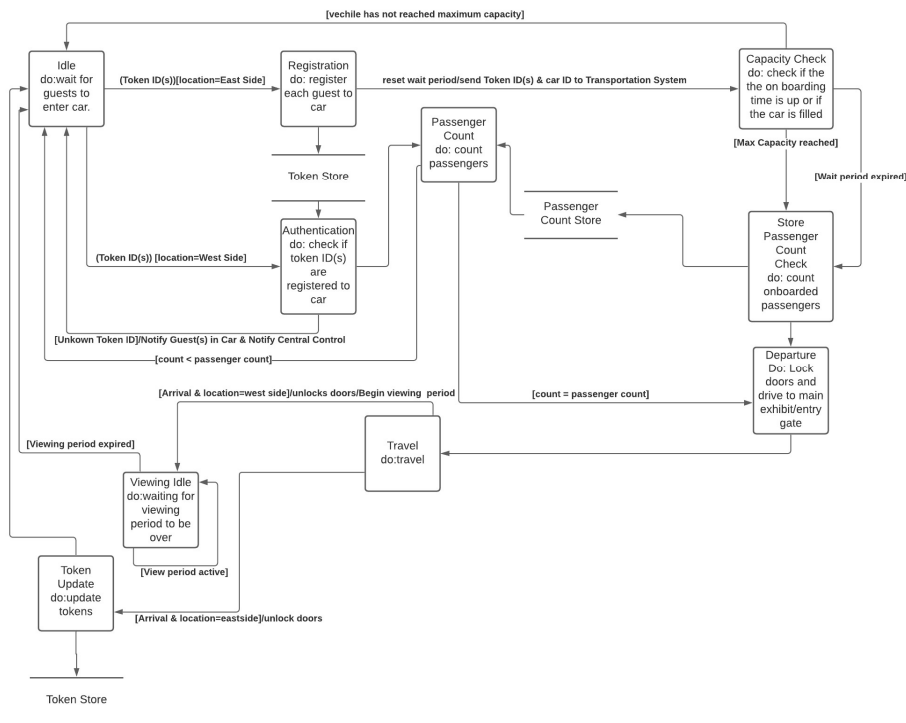 [vechile has not reached maximum capacity]
Idle
do:wait for
guests to
enter car.
(Token ID(s))[location=East Side]
Registration
do: register
each guest to
car
reset wait period/send Token ID(s) & car ID to Transportation System
Capacity Check
do: check if the
the on boarding
time is up or if
the car is filled
Passenger
Count
do: count
passengers
[Max Capacity reached]
[Wait period expired]
Token Store
Passenger
Count Store
Store
Passenger
Count
Check
do: count
onboarded
passengers
Authentication
do: check if
token ID(s)
are
registered to
car
(Token ID(s)) [location=West Side]
[Unkown Token ID]/Notify Guest(s) in Car & Notify Central Control
[count < passenger count]
Departure
Do: Lock
doors and
drive to main
exhibit/entry
gate
[Arrival & location=west side]/unlocks doors/Begin viewing period
[count = passenger count]
Travel
do:travel
[Viewing period expired]
Viewing Idle
do:waiting for
viewing
period to be
over
[View period active]
Token
Update
do:update
tokens
[Arrival & location=eastside]/unlock doors
Token Store